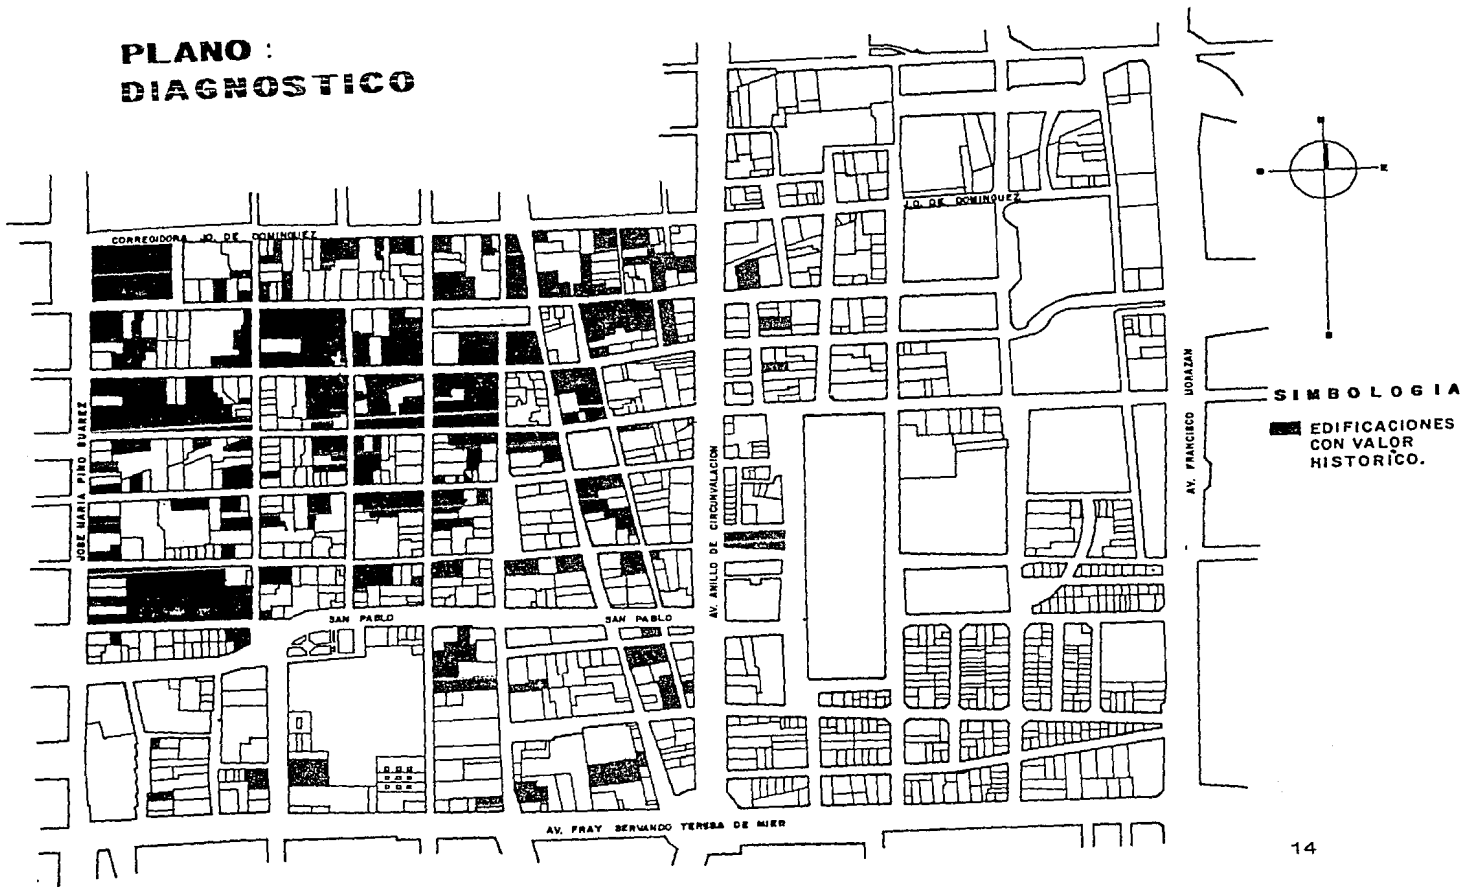 PLANO :
DIAGNOSTICO
CORREGIDORA JO. DE DOMINGUEZ
J.O. DE DOMINGUEZ
JOSE MARIA PINO SUAREZ
AV. ANILLO DE CIRCUNVALACION
AV. FRANCISCO MORAZAN
SIMBOLOGIA
EDIFICACIONES
CON VALOR
HISTORICO.
SAN PABLO
SAN PABLO
AV. FRAY SERVANDO TERESA DE MIER
14